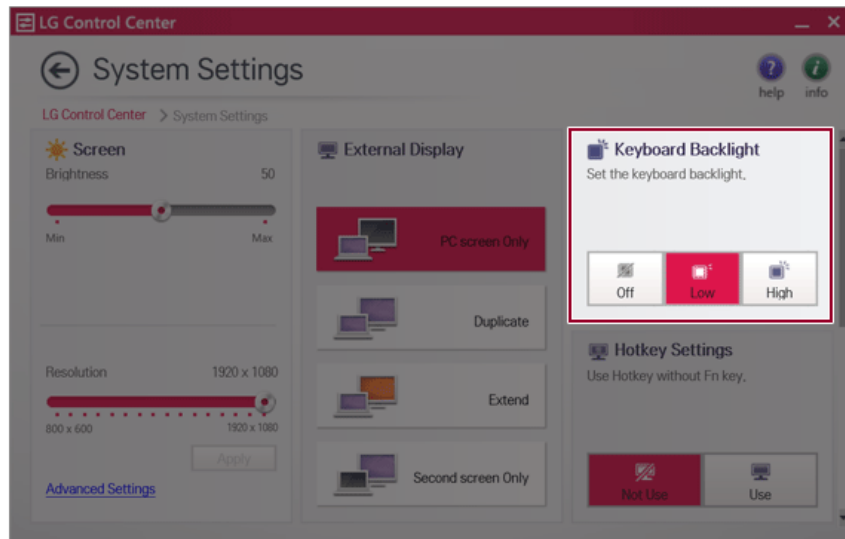 LG Control Center
System Settings
help
info
LG Control Center > System Settings
Screen
Brightness 50
Min Max
Resolution 1920 x 1080
800 x 600 1920 x 1080
Apply
Advanced Settings
External Display
PC screen Only
Duplicate
Extend
Second screen Only
Keyboard Backlight
Set the keyboard backlight.
Off Low High
Hotkey Settings
Use Hotkey without Fn key.
Not Use Use